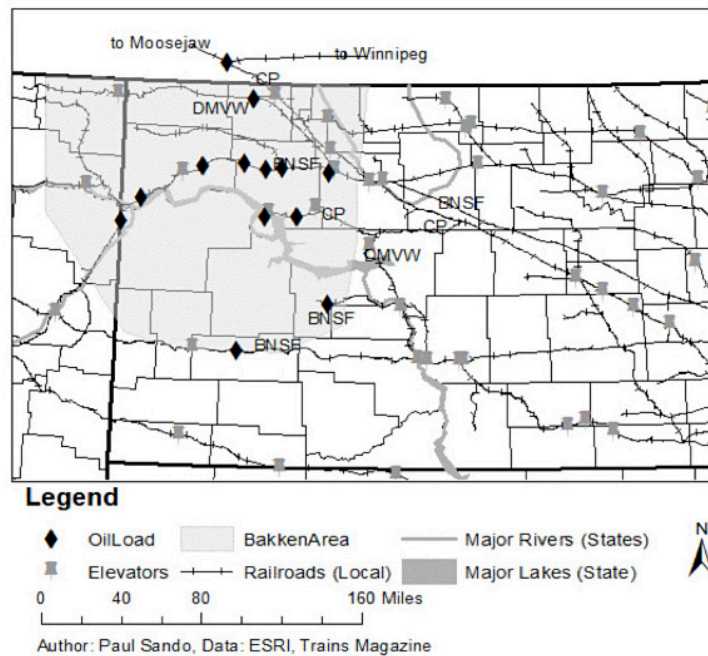 to Moosejaw
to Winnipeg
CP
DMVW
BNSF
BNSF
CP
CP
DMVW
BNSF
BNSF
Legend
OilLoad
BakkenArea
Major Rivers (States)
Elevators
Railroads (Local)
Major Lakes (State)
N
0 40 80 160 Miles
Author: Paul Sando, Data: ESRI, Trains Magazine